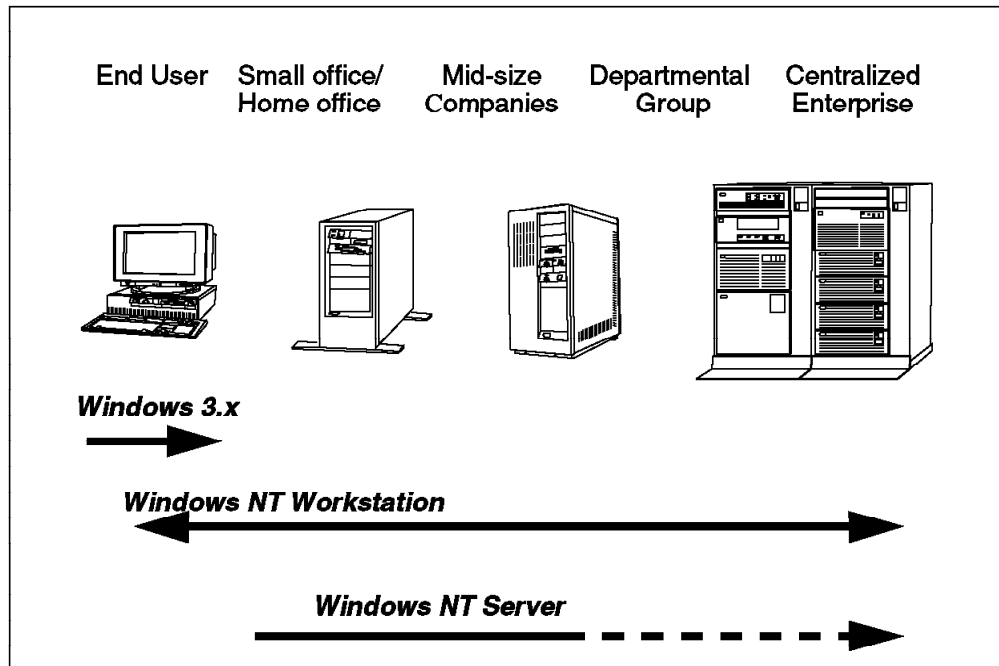 End User
Small office/
Home office
Mid-size
Companies
Departmental
Group
Centralized
Enterprise
Windows 3.x
Windows NT Workstation
Windows NT Server